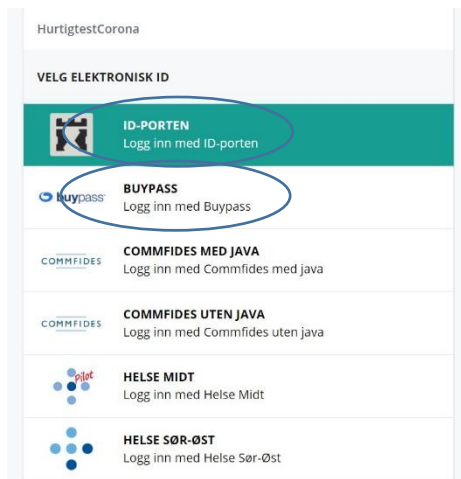 HurtigtestCorona
VELG ELEKTRONISK ID
ID-PORTEN
Logg inn med ID-porten
buypass
BUYPASS
Logg inn med Buypass
COMMFIDES
COMMFIDES MED JAVA
Logg inn med Commfides med java
COMMFIDES
COMMFIDES UTEN JAVA
Logg inn med Commfides uten java
Pilot
HELSE MIDT
Logg inn med Helse Midt
HELSE SØR-ØST
Logg inn med Helse Sør-Øst